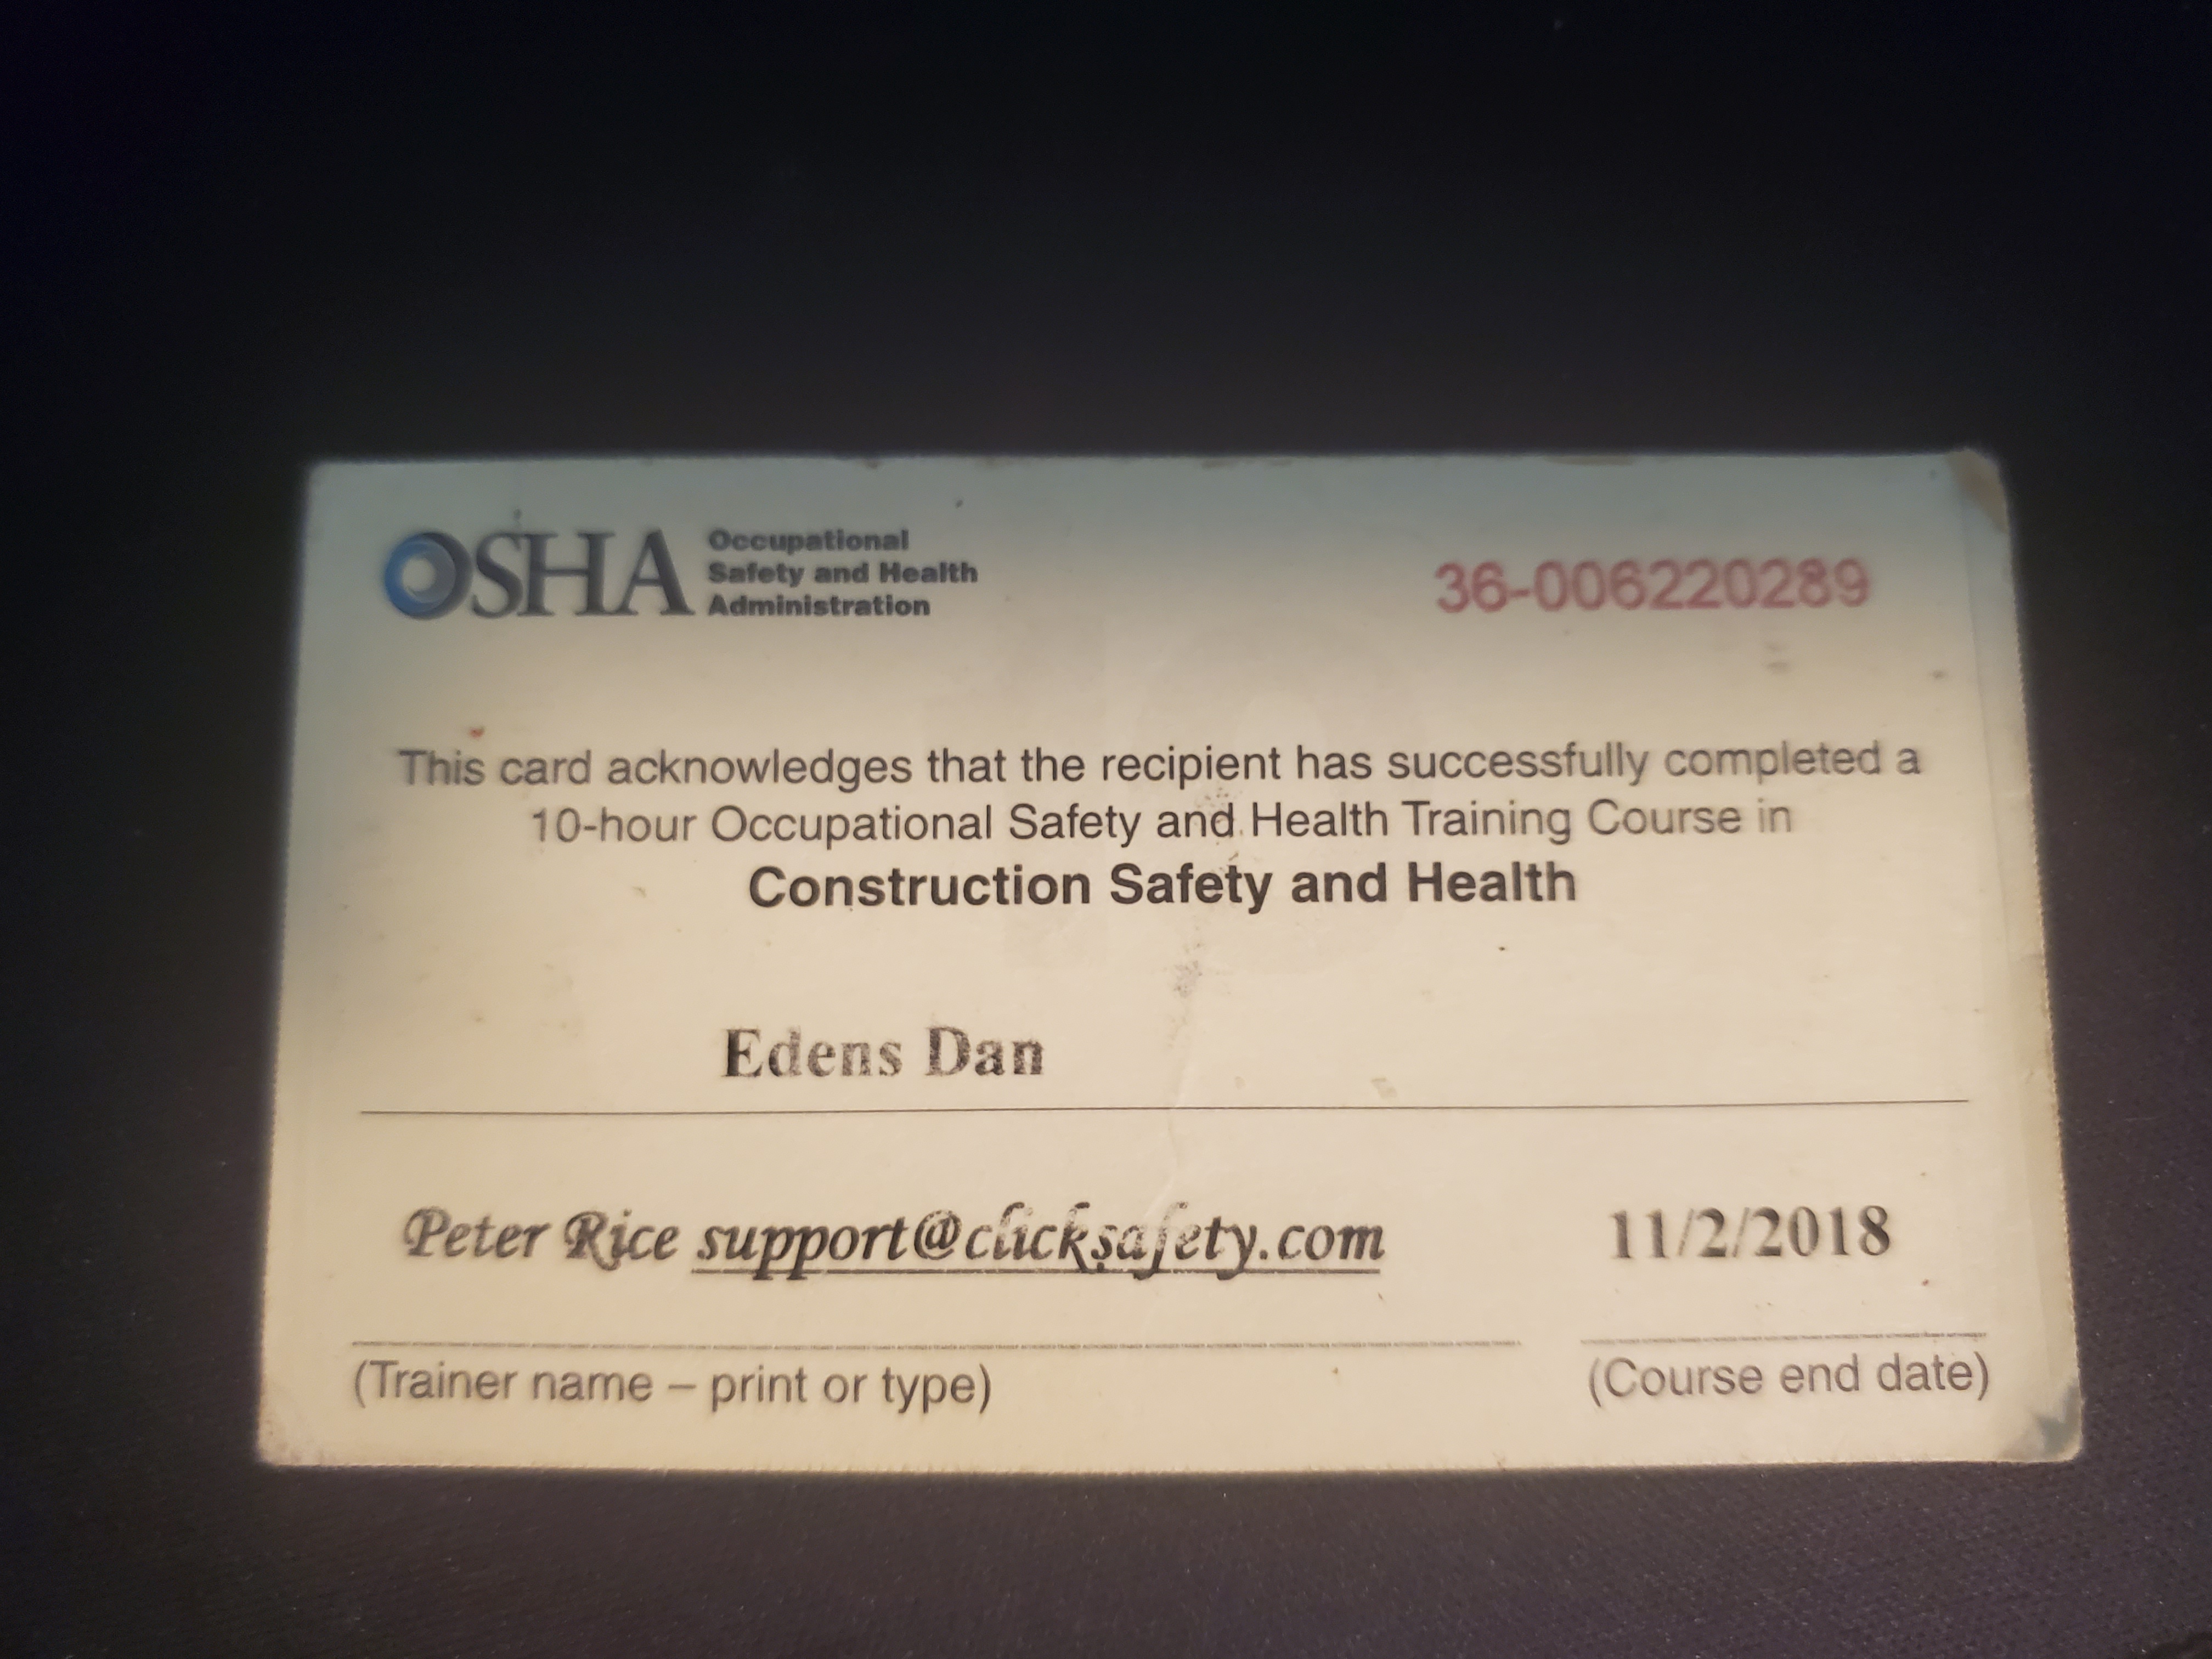 OSHA
Occupational
Safety and Health
Administration
36-006220289
This card acknowledges that the recipient has successfully completed a
10-hour Occupational Safety and Health Training Course in
Construction Safety and Health
Edens Dan
Peter Rice support@clicksafety.com 11/2/2018
(Trainer name – print or type) (Course end date)